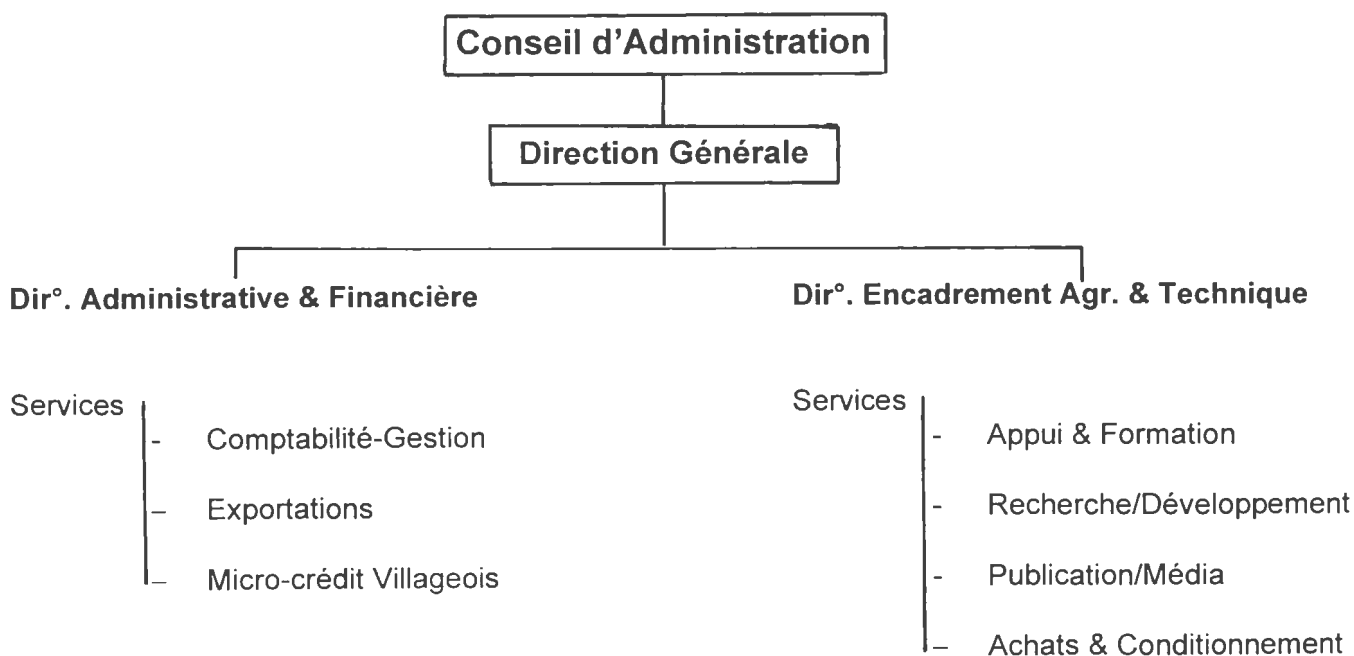 Conseil d'Administration
Direction Générale
Dir°. Administrative & Financière
Services
- Comptabilité-Gestion
– Exportations
– Micro-crédit Villageois
Dir°. Encadrement Agr. & Technique
Services
- Appui & Formation
- Recherche/Développement
- Publication/Média
– Achats & Conditionnement